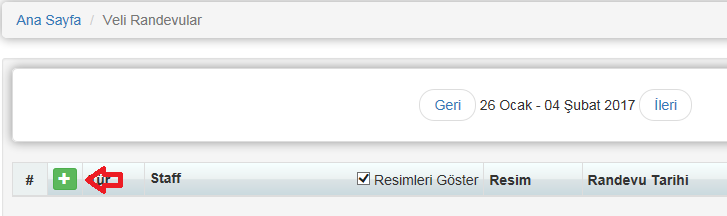 Ana Sayfa / Veli Randevular
Geri 26 Ocak - 04 Şubat 2017 İleri
# Staff Resimleri Göster Resim Randevu Tarihi